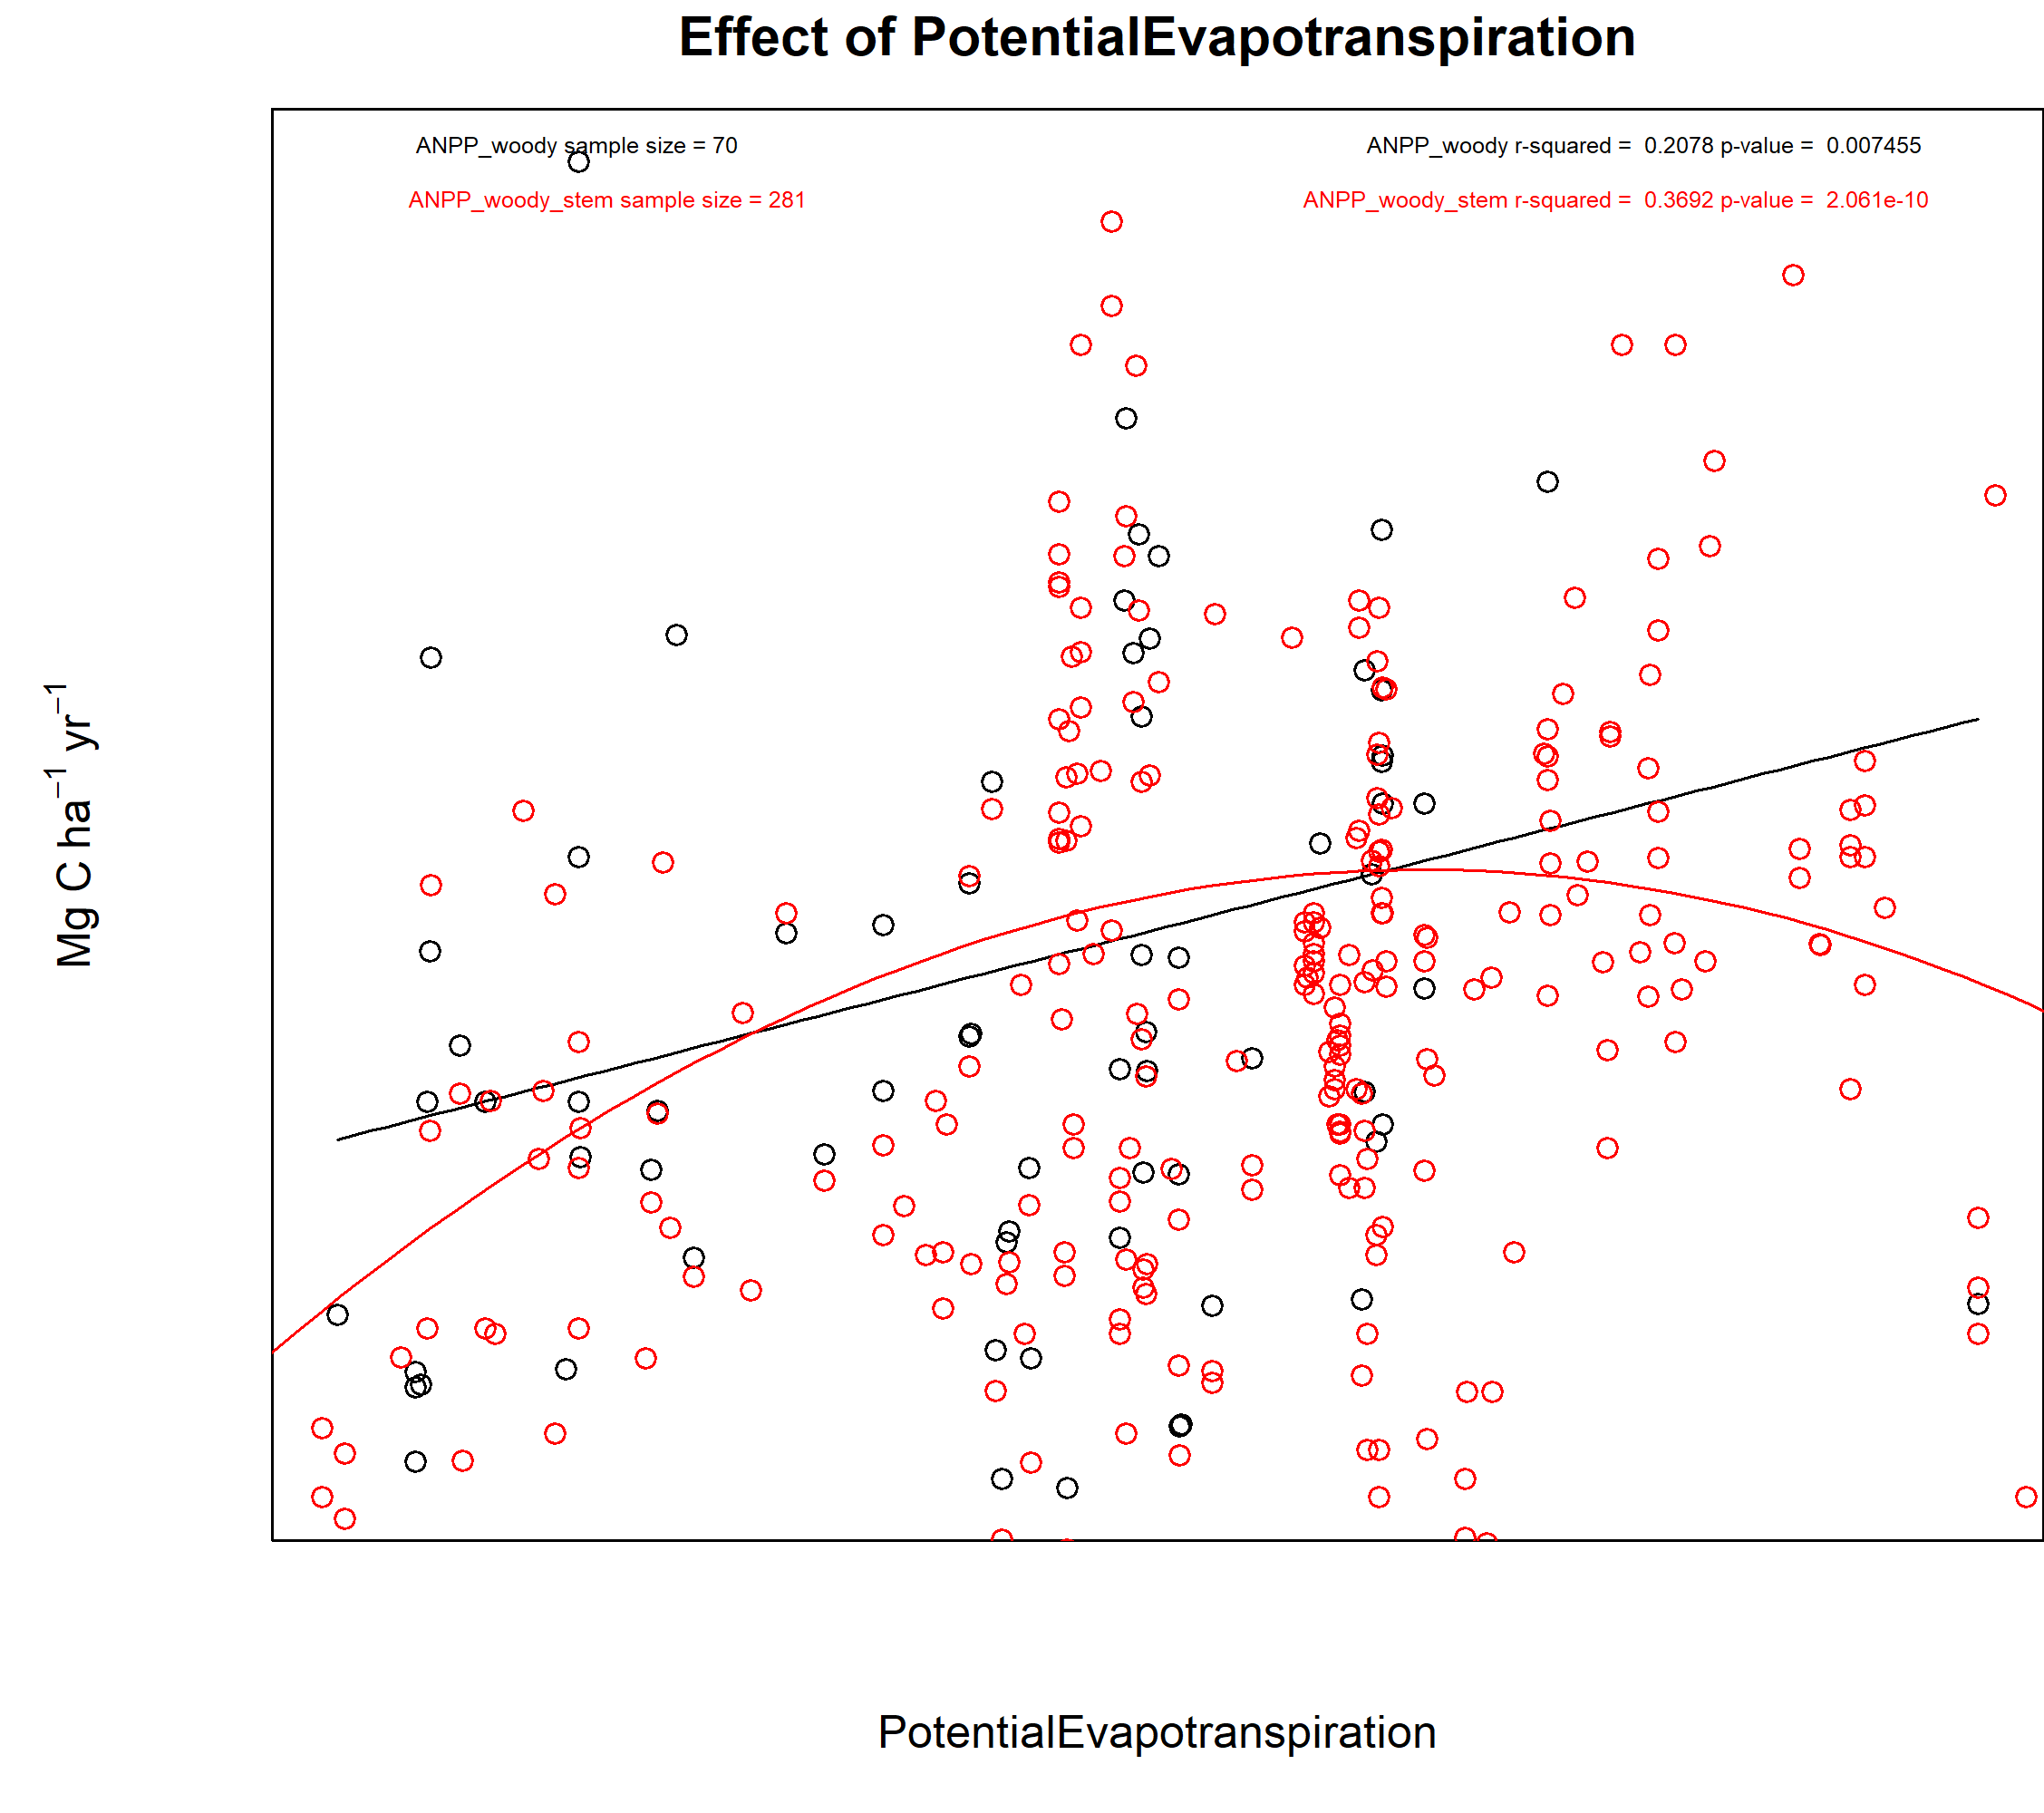 Effect of PotentialEvapotranspiration
ANPP_woody sample size = 70
ANPP_woody r-squared = 0.2078 p-value = 0.007455
ANPP_woody_stem sample size = 281
ANPP_woody_stem r-squared = 0.3692 p-value = 2.061e-10
Mg C ha⁻¹ yr⁻¹
PotentialEvapotranspiration